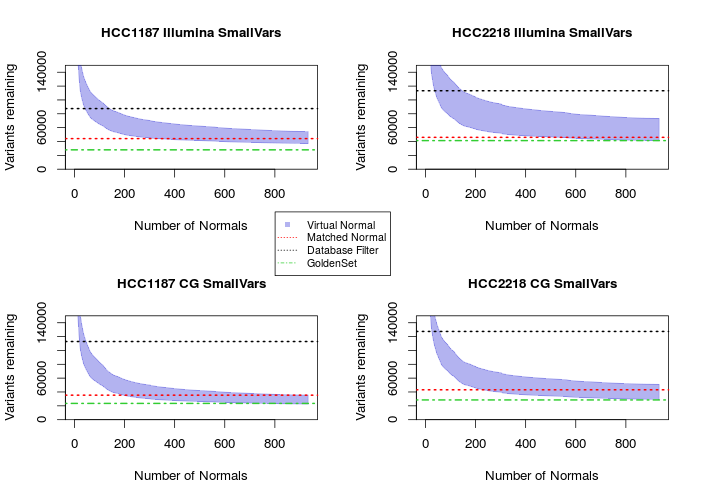 HCC1187 Illumina SmallVars
Variants remaining
0 60000 140000
0 200 400 600 800
Number of Normals
HCC2218 Illumina SmallVars
Variants remaining
0 60000 140000
0 200 400 600 800
Number of Normals
Virtual Normal
Matched Normal
Database Filter
GoldenSet
HCC1187 CG SmallVars
Variants remaining
0 60000 140000
0 200 400 600 800
Number of Normals
HCC2218 CG SmallVars
Variants remaining
0 60000 140000
0 200 400 600 800
Number of Normals